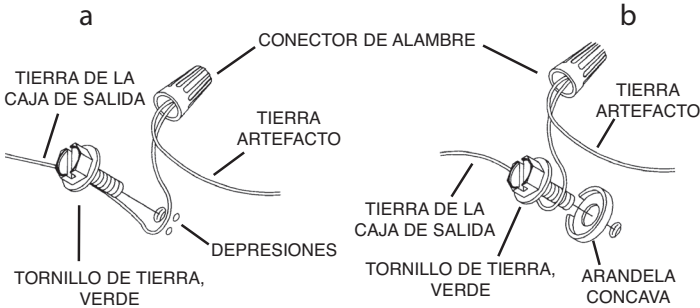 a
b
CONECTOR DE ALAMBRE
TIERRA DE LA
CAJA DE SALIDA
TIERRA
ARTEFACTO
TIERRA
ARTEFACTO
TIERRA DE LA
CAJA DE SALIDA
DEPRESIONES
TORNILLO DE TIERRA,
VERDE
TORNILLO DE TIERRA,
VERDE
ARANDELA
CONCAVA